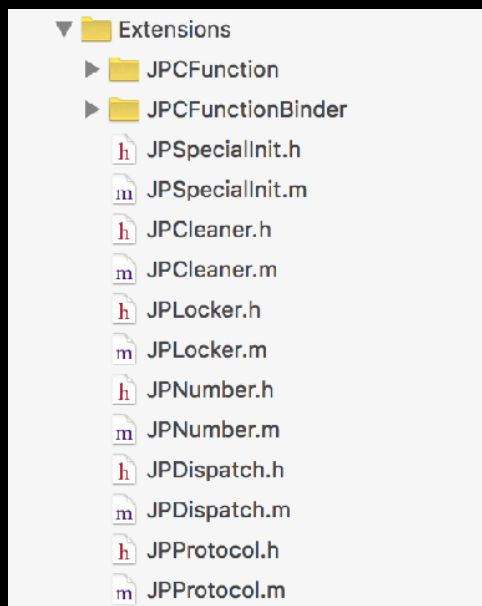 Extensions
JPCFunction
JPCFunctionBinder
h JPSpecialInit.h
m JPSpecialInit.m
h JPCleaner.h
m JPCleaner.m
h JPLocker.h
m JPLocker.m
h JPNumber.h
m JPNumber.m
h JPDispatch.h
m JPDispatch.m
h JPProtocol.h
m JPProtocol.m